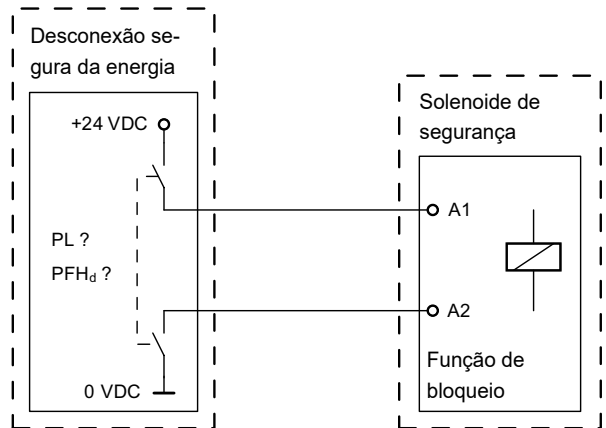 Desconexão se-
gura da energia
+24 VDC
PL ?
PFHd ?
0 VDC
Solenoide de
segurança
A1
A2
Função de
bloqueio